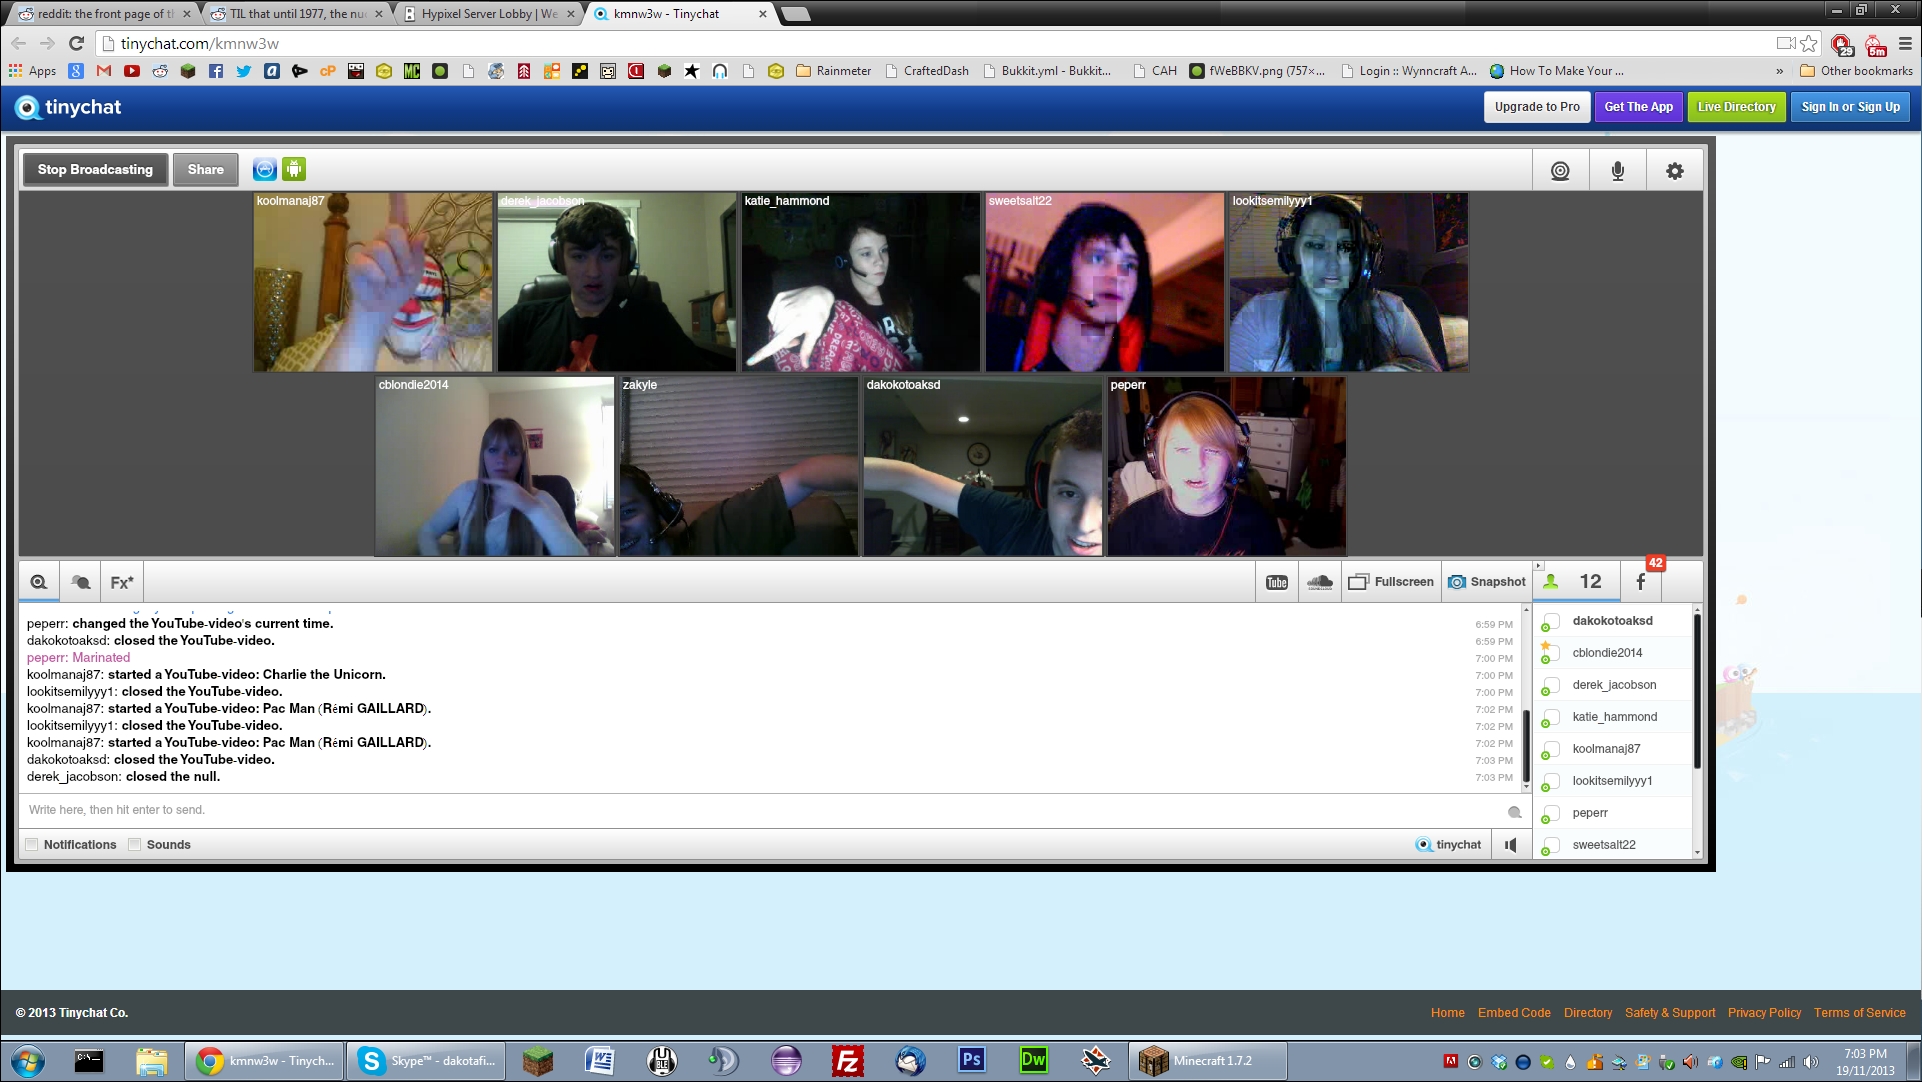 reddit: the front page of th
TIL that until 1977, the nu
Hypixel Server Lobby | We
kmnw3w - Tinychat
tinychat.com/kmnw3w
29
5m
Apps
cP
MC
Rainmeter
CraftedDash
Bukkit.yml - Bukkit...
CAH
fWeBBKV.png (757×...
Login :: Wynncraft A...
How To Make Your ...
»
Other bookmarks
tinychat
Upgrade to Pro
Get The App
Live Directory
Sign In or Sign Up
Stop Broadcasting
Share
koolmanaj87
derek_jacobson
katie_hammond
sweetsalt22
lookitsemilyyy1
cblondie2014
zakyle
dakokotoaksd
peperr
Fx*
Tube
Fullscreen
Snapshot
12
42
peperr: changed the YouTube-video's current time. 6:59 PM
dakokotoaksd: closed the YouTube-video. 6:59 PM
peperr: Marinated 7:00 PM
koolmanaj87: started a YouTube-video: Charlie the Unicorn. 7:00 PM
lookitsemilyyy1: closed the YouTube-video. 7:00 PM
koolmanaj87: started a YouTube-video: Pac Man (Rémi GAILLARD). 7:02 PM
lookitsemilyyy1: closed the YouTube-video. 7:02 PM
koolmanaj87: started a YouTube-video: Pac Man (Rémi GAILLARD). 7:02 PM
dakokotoaksd: closed the YouTube-video. 7:03 PM
derek_jacobson: closed the null. 7:03 PM
dakokotoaksd
cblondie2014
derek_jacobson
katie_hammond
koolmanaj87
lookitsemilyyy1
peperr
sweetsalt22
Write here, then hit enter to send.
Notifications
Sounds
tinychat
© 2013 Tinychat Co.
Home
Embed Code
Directory
Safety & Support
Privacy Policy
Terms of Service
kmnw3w - Tinych...
Skype™ - dakotafi...
Ps
Dw
Minecraft 1.7.2
7:03 PM
19/11/2013